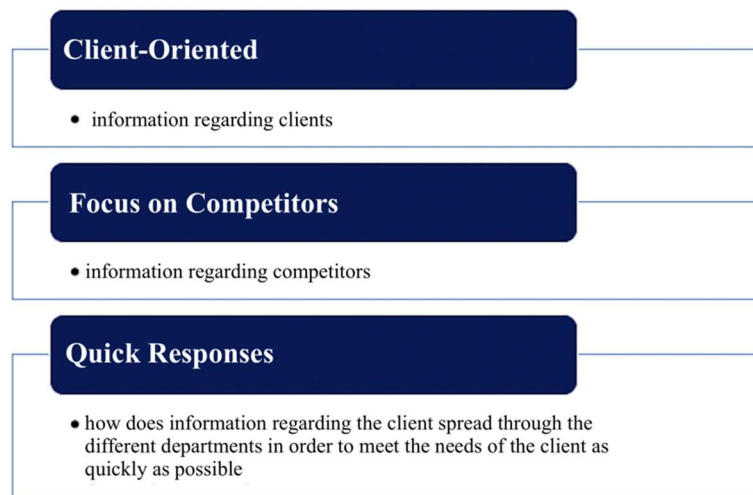 Client-Oriented
• information regarding clients
Focus on Competitors
• information regarding competitors
Quick Responses
• how does information regarding the client spread through the
different departments in order to meet the needs of the client as
quickly as possible